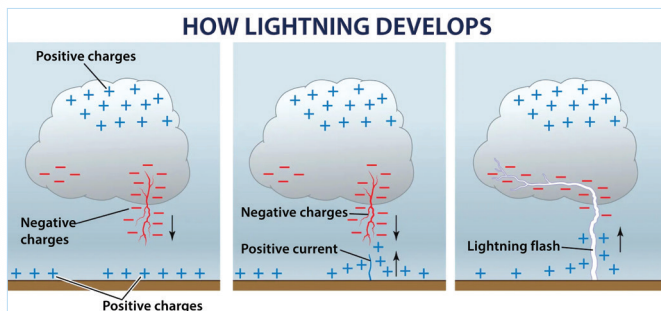 HOW LIGHTNING DEVELOPS
Positive charges
Negative
charges
Positive charges
Negative charges
Positive current
Lightning flash